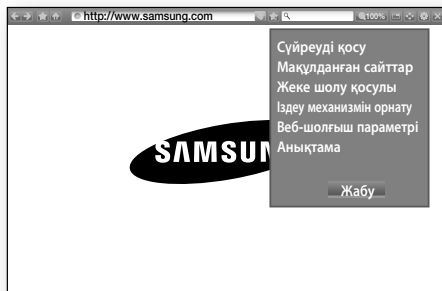 http://www.samsung.com
100%
Сүйреуді қосу
Мақұлданған сайттар
Жеке шолу қосулы
Іздеу механизмін орнату
Веб-шолғыш параметрі
Анықтама
SAMSUN
Жабу